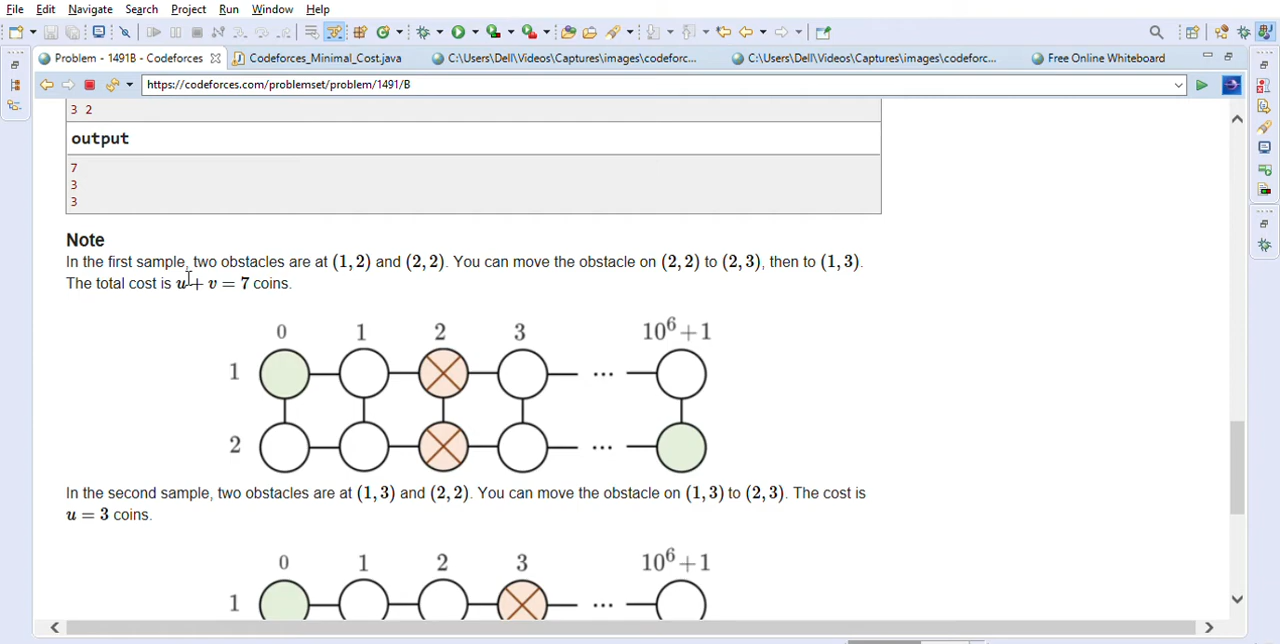 File Edit Navigate Search Project Run Window Help
Problem - 1491B - Codeforces Codeforces_Minimal_Cost.java C:\Users\Dell\Videos\Captures\images\codeforc... C:\Users\Dell\Videos\Captures\images\codeforc... Free Online Whiteboard
https://codeforces.com/problemset/problem/1491/B
3 2
output
7
3
3
Note
In the first sample, two obstacles are at (1, 2) and (2, 2). You can move the obstacle on (2, 2) to (2, 3), then to (1, 3).
The total cost is u + v = 7 coins.
0 1 2 3 10⁶+1
1 ...
2 ...
In the second sample, two obstacles are at (1, 3) and (2, 2). You can move the obstacle on (1, 3) to (2, 3). The cost is
u = 3 coins.
0 1 2 3 10⁶+1
1 ...